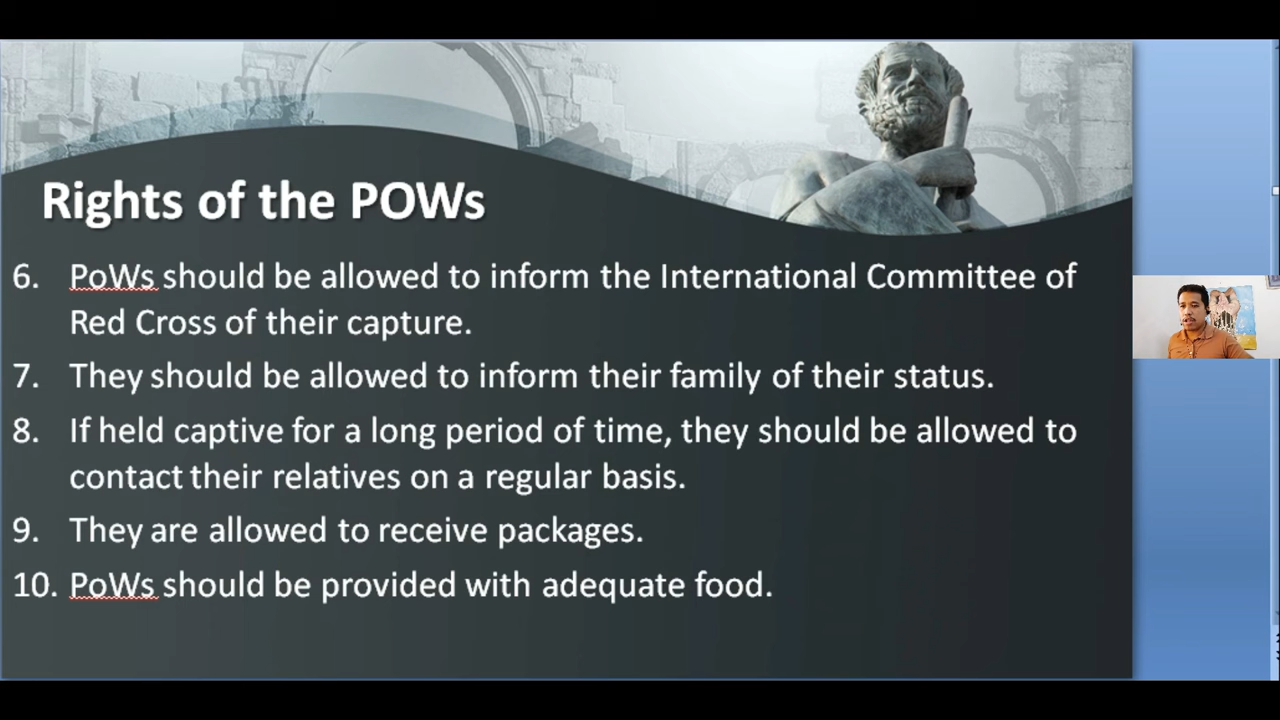 Rights of the POWs
6. PoWs should be allowed to inform the International Committee of
Red Cross of their capture.
7. They should be allowed to inform their family of their status.
8. If held captive for a long period of time, they should be allowed to
contact their relatives on a regular basis.
9. They are allowed to receive packages.
10. PoWs should be provided with adequate food.